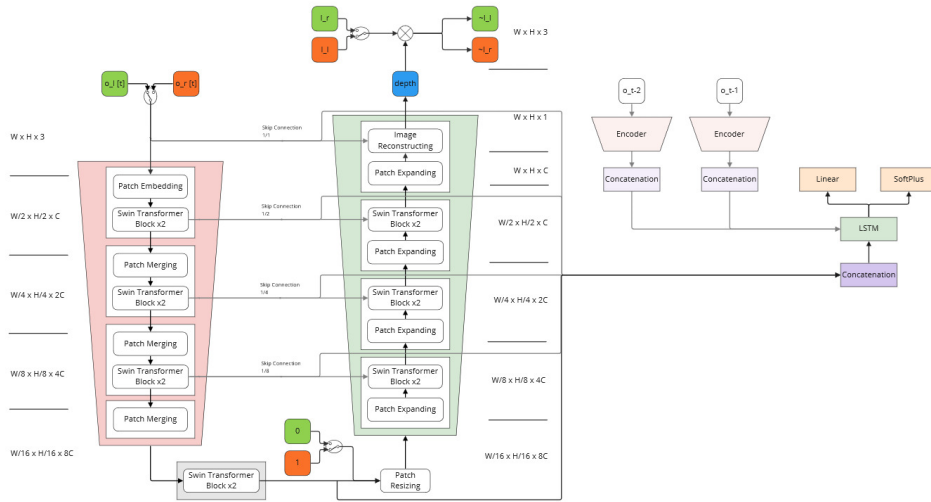 I_r
I_l
~I_l
~I_r
W x H x 3
o_l [t]
o_r [t]
depth
W x H x 3
Skip Connection
1/1
Image
Reconstructing
Patch Expanding
W x H x 1
W x H x C
Patch Embedding
Swin Transformer
Block x2
W/2 x H/2 x C
Skip Connection
1/2
Swin Transformer
Block x2
Patch Expanding
W/2 x H/2 x C
Patch Merging
Swin Transformer
Block x2
W/4 x H/4 x 2C
Skip Connection
1/4
Swin Transformer
Block x2
Patch Expanding
W/4 x H/4 x 2C
Patch Merging
Swin Transformer
Block x2
W/8 x H/8 x 4C
Skip Connection
1/8
Swin Transformer
Block x2
Patch Expanding
W/8 x H/8 x 4C
Patch Merging
W/16 x H/16 x 8C
0
1
Swin Transformer
Block x2
Patch
Resizing
W/16 x H/16 x 8C
o_t-2
o_t-1
Encoder
Encoder
Concatenation
Concatenation
Linear
SoftPlus
LSTM
Concatenation